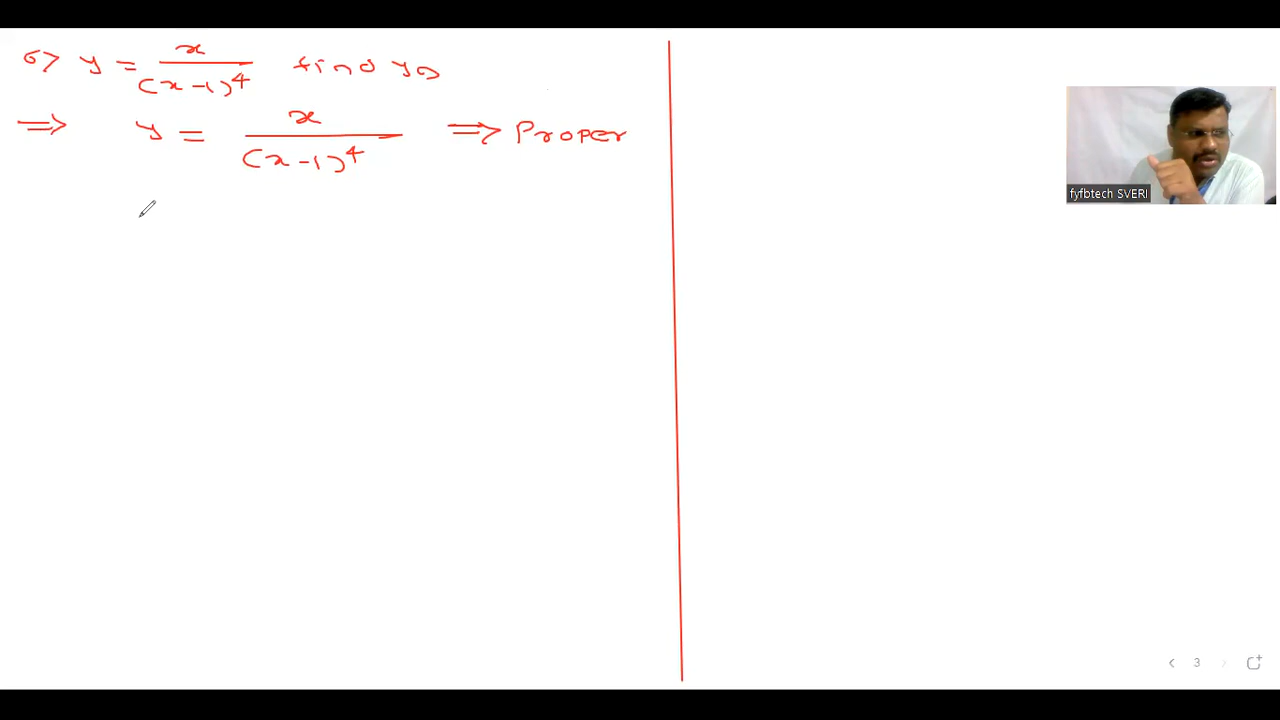 6> y = x/(x-1)^4 find yn
⇒ y = x/(x-1)^4 ⇒ Proper
fyfbtech SVERI
3